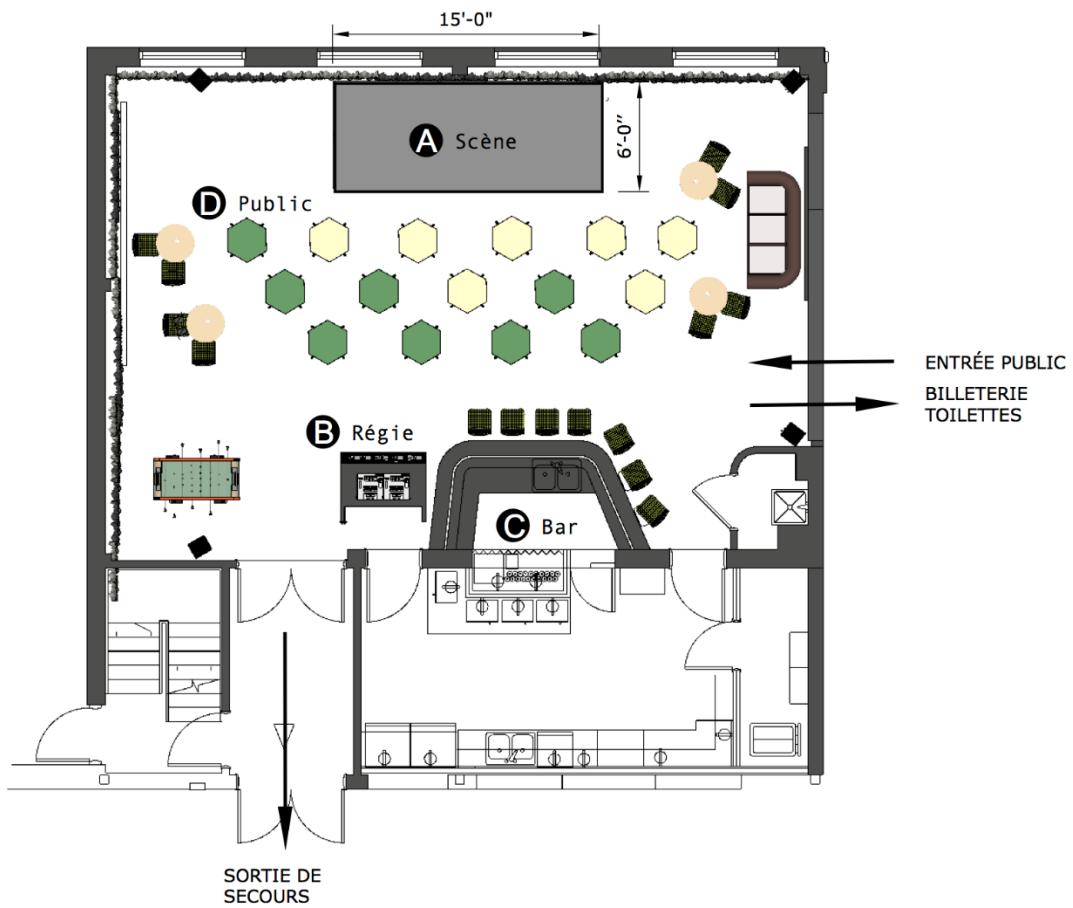 15'-0"
6'-0"
A Scène
D Public
ENTRÉE PUBLIC
BILLETERIE
TOILETTES
B Régie
C Bar
SORTIE DE
SECOURS